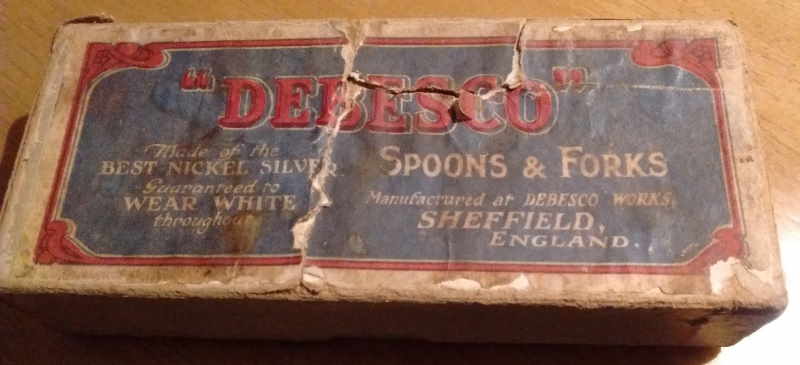 "DEBESCO"
Made of the
BEST NICKEL SILVER
Guaranteed to
WEAR WHITE
throughout
SPOONS & FORKS
Manufactured at DEBESCO WORKS,
SHEFFIELD,
ENGLAND.